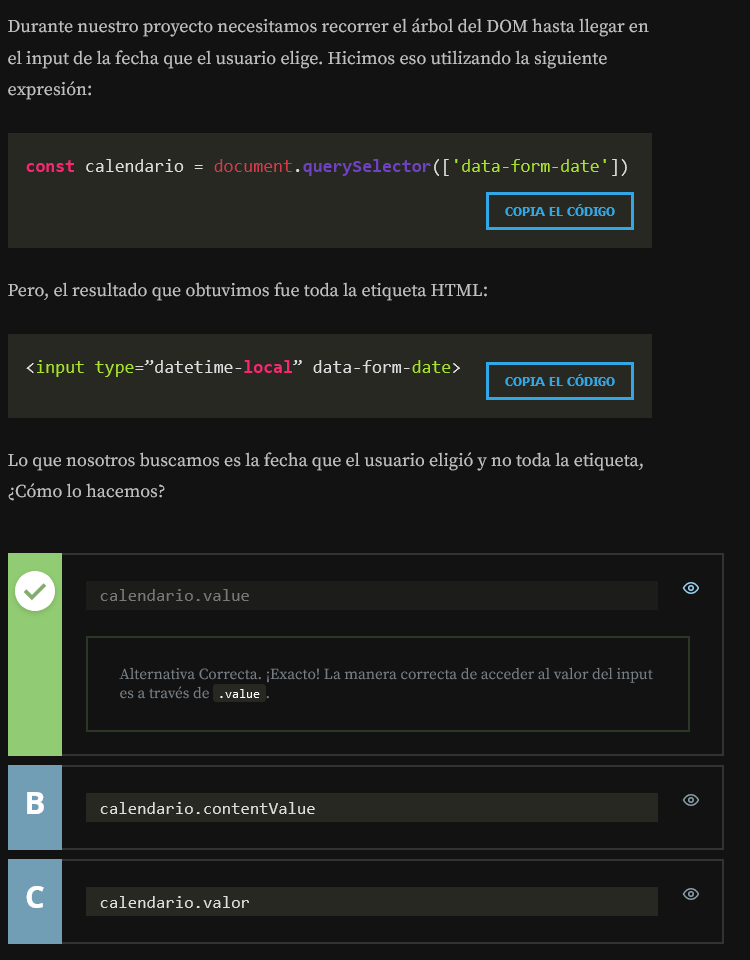 Durante nuestro proyecto necesitamos recorrer el árbol del DOM hasta llegar en
el input de la fecha que el usuario elige. Hicimos eso utilizando la siguiente
expresión:
const calendario = document.querySelector(['data-form-date'])
COPIA EL CÓDIGO
Pero, el resultado que obtuvimos fue toda la etiqueta HTML:
<input type=”datetime-local” data-form-date>
COPIA EL CÓDIGO
Lo que nosotros buscamos es la fecha que el usuario eligió y no toda la etiqueta,
¿Cómo lo hacemos?
calendario.value
Alternativa Correcta. ¡Exacto! La manera correcta de acceder al valor del input
es a través de .value.
B
calendario.contentValue
C
calendario.valor